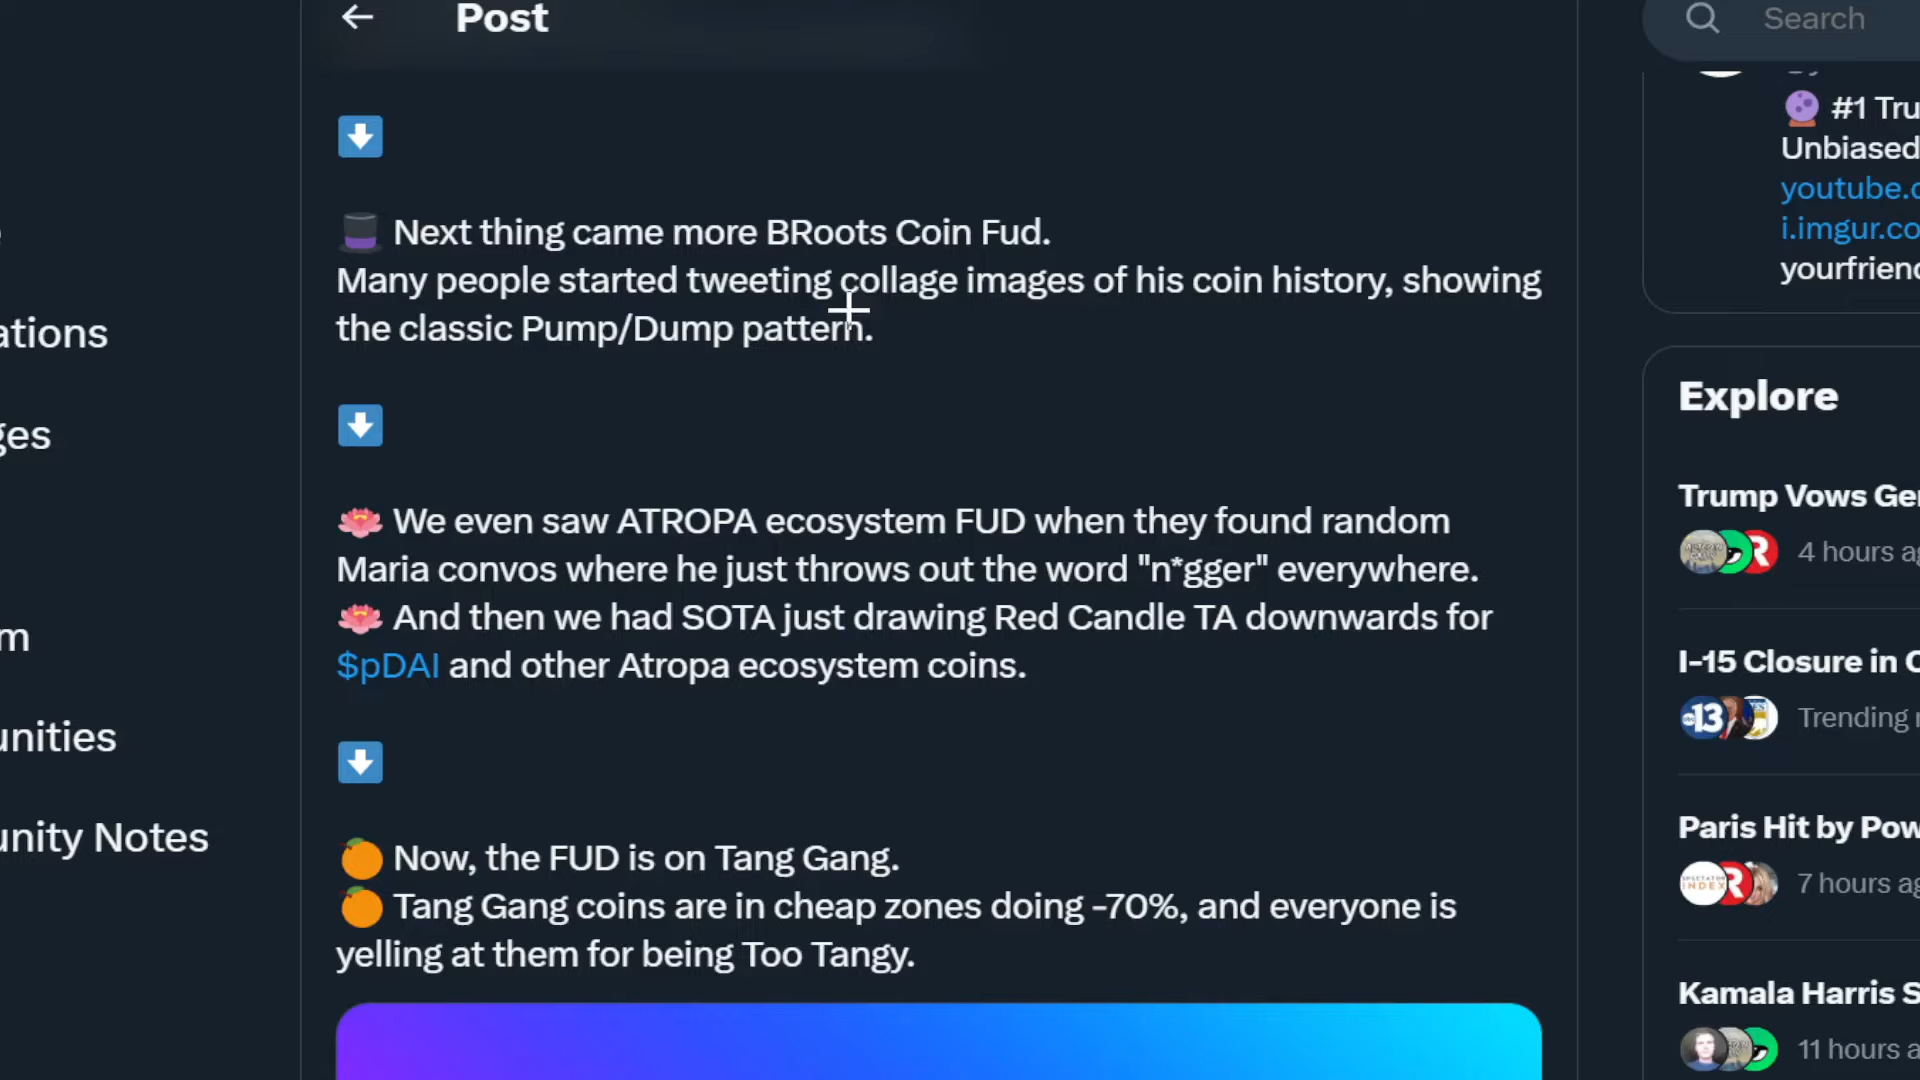 Post
Search
#1 Tru
Unbiased
youtube.c
i.imgur.co
yourfrienc
⬇️
🎩 Next thing came more BRoots Coin Fud.
Many people started tweeting collage images of his coin history, showing
the classic Pump/Dump pattern.
⬇️
🪷 We even saw ATROPA ecosystem FUD when they found random
Maria convos where he just throws out the word "n*gger" everywhere.
🪷 And then we had SOTA just drawing Red Candle TA downwards for
$pDAI and other Atropa ecosystem coins.
⬇️
🍊 Now, the FUD is on Tang Gang.
🍊 Tang Gang coins are in cheap zones doing -70%, and everyone is
yelling at them for being Too Tangy.
ations
ges
m
unities
unity Notes
Explore
Trump Vows Ger
4 hours ag
I-15 Closure in C
13
Trending n
Paris Hit by Pow
SPECTATOR
INDEX
7 hours ag
Kamala Harris S
11 hours a